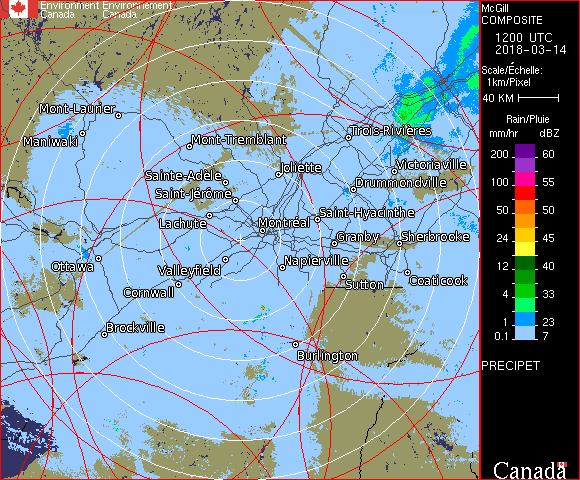 Environment Environnement
Canada Canada
McGill
COMPOSITE
1200 UTC
2018-03-14
Scale/Échelle:
1km/Pixel
40 KM
Rain/Pluie
mm/hr dBZ
200 60
100 55
50 50
24 45
12 40
4 33
1 23
0.1 7
PRECIPET
Canada
Mont-Laurier
Maniwaki
Mont-Tremblant
Trois-Rivières
Joliette
Victoriaville
Sainte-Adèle
Drummondville
Saint-Jérôme
Lachute
Saint-Hyacinthe
Montréal
Granby
Sherbrooke
Ottawa
Valleyfield
Napierville
Cornwall
Sutton
Coaticook
Brockville
Burlington